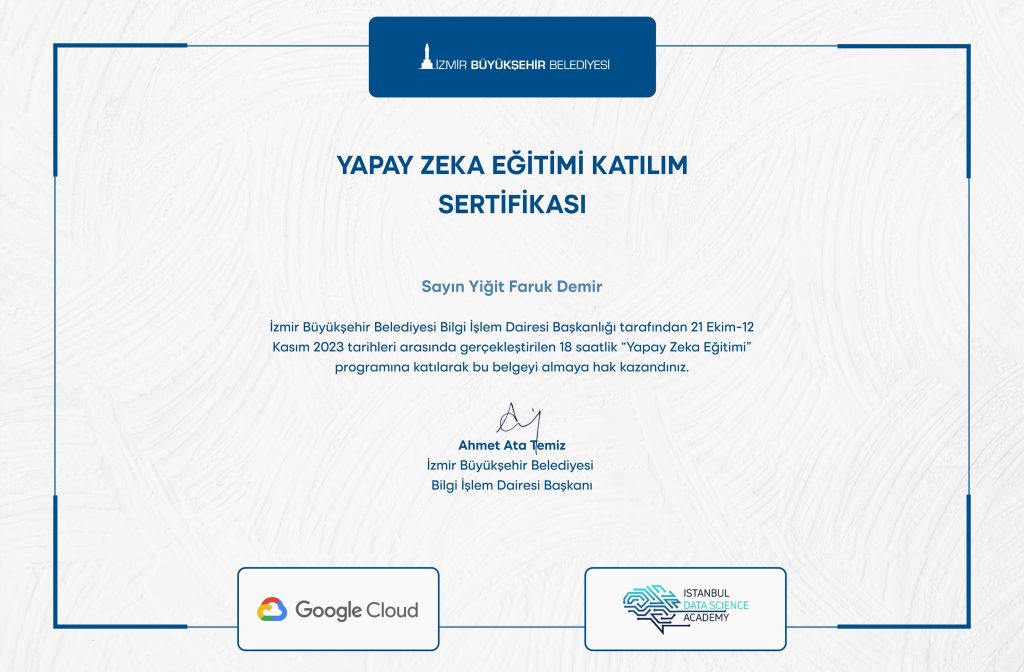 İZMİR BÜYÜKŞEHİR BELEDİYESİ
YAPAY ZEKA EĞİTİMİ KATILIM
SERTİFİKASI
Sayın Yiğit Faruk Demir
İzmir Büyükşehir Belediyesi Bilgi İşlem Dairesi Başkanlığı tarafından 21 Ekim-12
Kasım 2023 tarihleri arasında gerçekleştirilen 18 saatlik “Yapay Zeka Eğitimi”
programına katılarak bu belgeyi almaya hak kazandınız.
Ahmet Ata Temiz
İzmir Büyükşehir Belediyesi
Bilgi İşlem Dairesi Başkanı
Google Cloud
ISTANBUL
DATA SCIENCE
ACADEMY